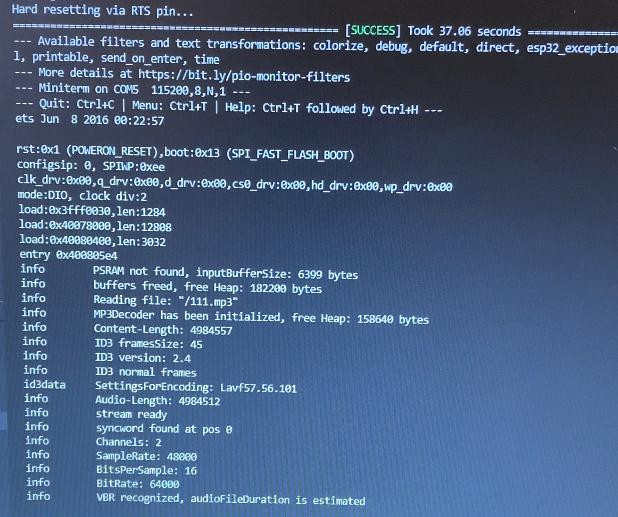 Hard resetting via RTS pin...
================================================ [SUCCESS] Took 37.06 seconds ==============
--- Available filters and text transformations: colorize, debug, default, direct, esp32_exception
l, printable, send_on_enter, time
--- More details at https://bit.ly/pio-monitor-filters
--- Miniterm on COM5  115200,8,N,1 ---
--- Quit: Ctrl+C | Menu: Ctrl+T | Help: Ctrl+T followed by Ctrl+H ---
ets Jun  8 2016 00:22:57
rst:0x1 (POWERON_RESET),boot:0x13 (SPI_FAST_FLASH_BOOT)
configsip: 0, SPIWP:0xee
clk_drv:0x00,q_drv:0x00,d_drv:0x00,cs0_drv:0x00,hd_drv:0x00,wp_drv:0x00
mode:DIO, clock div:2
load:0x3fff0030,len:1284
load:0x40078000,len:12808
load:0x40080400,len:3032
entry 0x400805e4
info PSRAM not found, inputBufferSize: 6399 bytes
info buffers freed, free Heap: 182200 bytes
info Reading file: "/111.mp3"
info MP3Decoder has been initialized, free Heap: 158640 bytes
info Content-Length: 4984557
info ID3 framesSize: 45
info ID3 version: 2.4
info ID3 normal frames
id3data SettingsForEncoding: Lavf57.56.101
info Audio-Length: 4984512
info stream ready
info syncword found at pos 0
info Channels: 2
info SampleRate: 48000
info BitsPerSample: 16
info BitRate: 64000
info VBR recognized, audioFileDuration is estimated